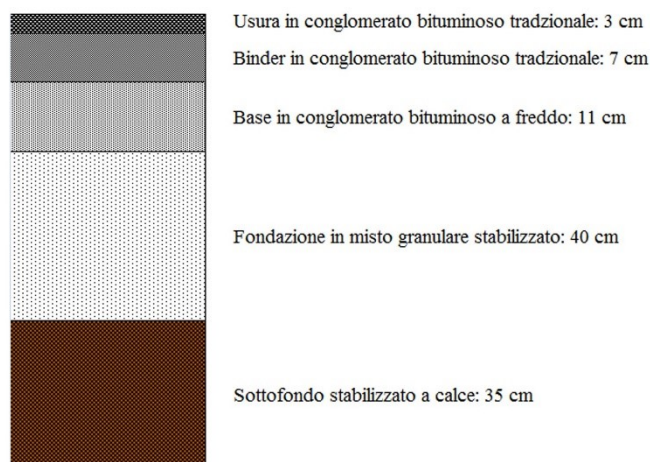 Usura in conglomerato bituminoso tradzionale: 3 cm
Binder in conglomerato bituminoso tradzionale: 7 cm
Base in conglomerato bituminoso a freddo: 11 cm
Fondazione in misto granulare stabilizzato: 40 cm
Sottofondo stabilizzato a calce: 35 cm